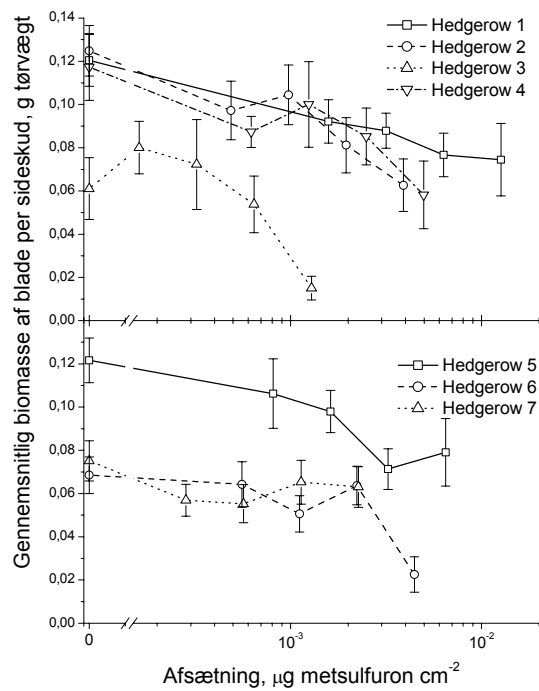 Gennemsnitlig biomasse af blade per sideskud, g tørvægt
0,14
0,12
0,10
0,08
0,06
0,04
0,02
0,00
Hedgerow 1
Hedgerow 2
Hedgerow 3
Hedgerow 4
0,12
0,10
0,08
0,06
0,04
0,02
0,00
Hedgerow 5
Hedgerow 6
Hedgerow 7
0 10⁻³ 10⁻²
Afsætning, μg metsulfuron cm⁻²